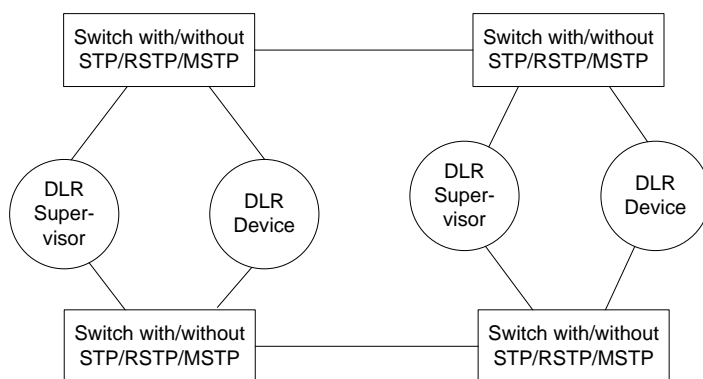 Switch with/without
STP/RSTP/MSTP
Switch with/without
STP/RSTP/MSTP
DLR
Super-
visor
DLR
Device
DLR
Super-
visor
DLR
Device
Switch with/without
STP/RSTP/MSTP
Switch with/without
STP/RSTP/MSTP